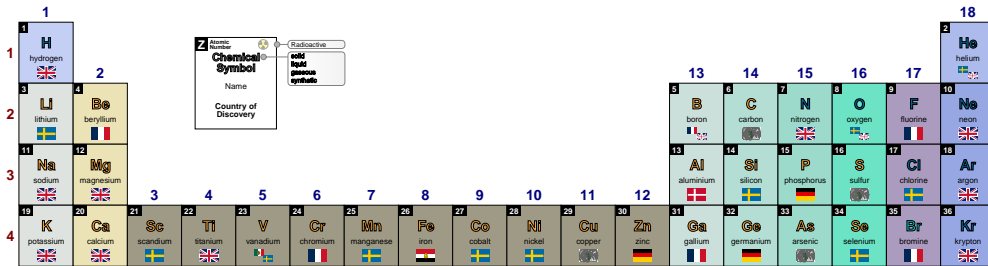 1
18
1
1
H
hydrogen
Z Atomic Number
Radioactive
Chemical Symbol
solid
liquid
gaseous
synthetic
Name
Country of Discovery
2
He
helium
2
13
14
15
16
17
2
3
Li
lithium
4
Be
beryllium
5
B
boron
6
C
carbon
7
N
nitrogen
8
O
oxygen
9
F
fluorine
10
Ne
neon
3
11
Na
sodium
12
Mg
magnesium
13
Al
aluminium
14
Si
silicon
15
P
phosphorus
16
S
sulfur
17
Cl
chlorine
18
Ar
argon
3
4
5
6
7
8
9
10
11
12
4
19
K
potassium
20
Ca
calcium
21
Sc
scandium
22
Ti
titanium
23
V
vanadium
24
Cr
chromium
25
Mn
manganese
26
Fe
iron
27
Co
cobalt
28
Ni
nickel
29
Cu
copper
30
Zn
zinc
31
Ga
gallium
32
Ge
germanium
33
As
arsenic
34
Se
selenium
35
Br
bromine
36
Kr
krypton